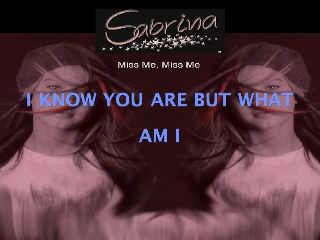 Sabrina
Miss Me, Miss Me
I KNOW YOU ARE BUT WHAT
AM I